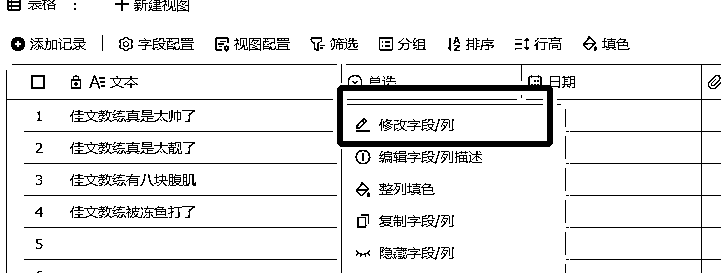 表格 : 新建视图
添加记录 字段配置 视图配置 筛选 分组 排序 行高 填色
文本 单选 日期
1 佳文教练真是太帅了
修改字段/列
2 佳文教练真是太靓了
编辑字段/列描述
3 佳文教练有八块腹肌
整列填色
4 佳文教练被冻鱼打了
复制字段/列
5
隐藏字段/列